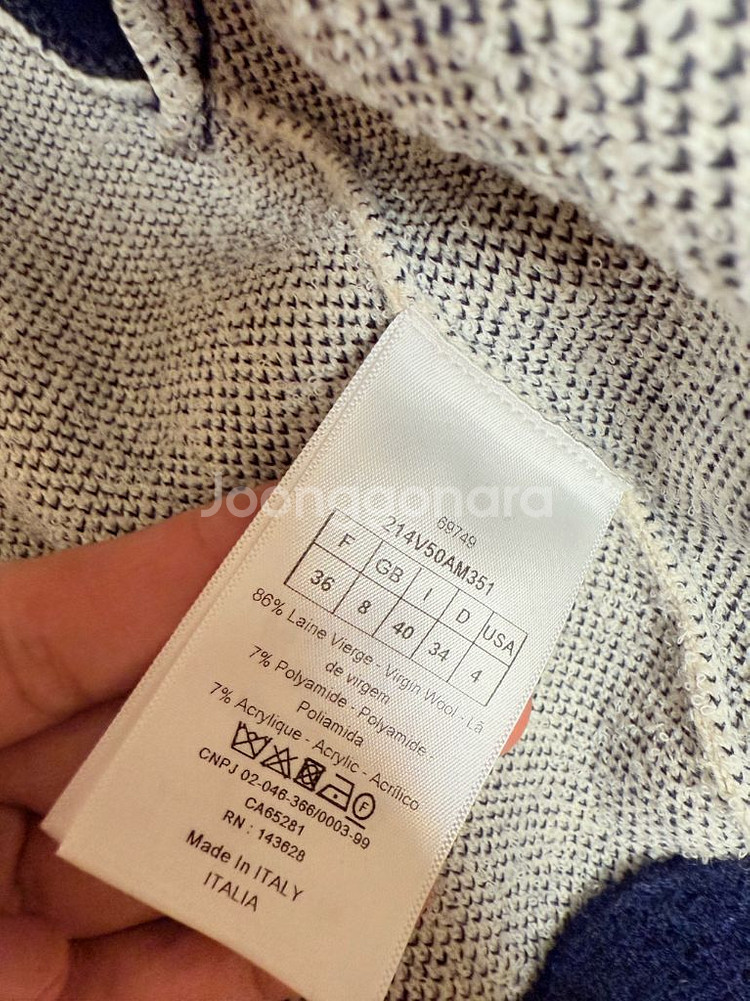 Joonggonara
69749
214V50AM351
F GB I D USA
36 8 40 34 4
86% Laine Vierge - Virgin Wool - Lã
de virgem
7% Polyamide - Polyamide -
Poliamida
7% Acrylique - Acrylic - Acrílico
F
CNPJ 02-046-366/0003-99
CA65281
RN : 143628
Made In ITALY
ITALIA